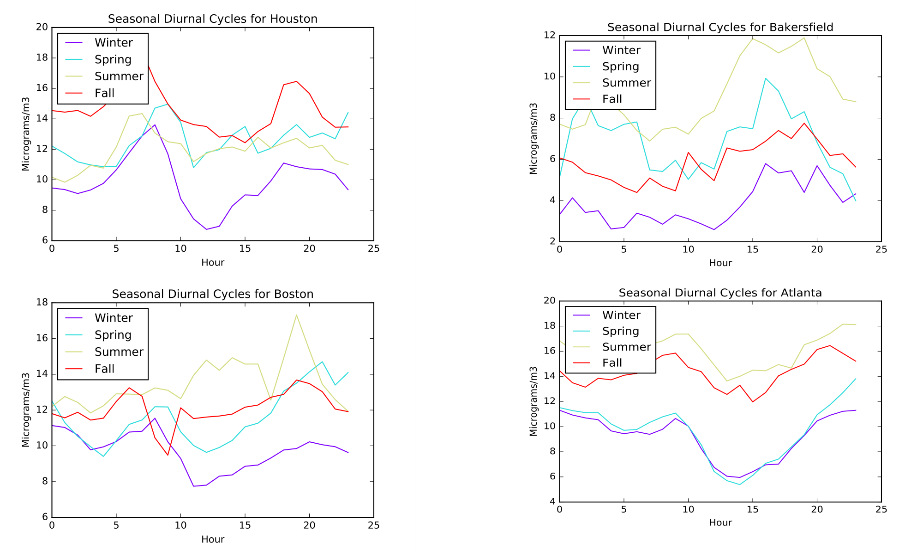 Seasonal Diurnal Cycles for Houston
20
18
16
14
12
10
8
6
Micrograms/m3
Winter
Spring
Summer
Fall
0 5 10 15 20 25
Hour
Seasonal Diurnal Cycles for Bakersfield
12
10
8
6
4
2
Micrograms/m3
Winter
Spring
Summer
Fall
0 5 10 15 20 25
Hour
Seasonal Diurnal Cycles for Boston
18
16
14
12
10
8
6
Micrograms/m3
Winter
Spring
Summer
Fall
0 5 10 15 20 25
Hour
Seasonal Diurnal Cycles for Atlanta
20
18
16
14
12
10
8
6
4
Micrograms/m3
Winter
Spring
Summer
Fall
0 5 10 15 20 25
Hour